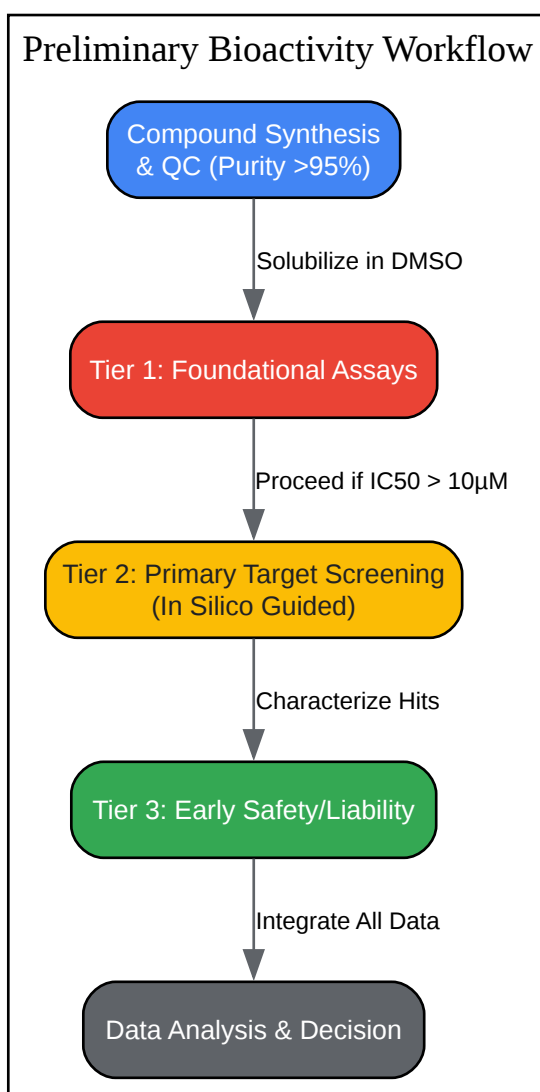 Preliminary Bioactivity Workflow
Compound Synthesis
& QC (Purity >95%)
Solubilize in DMSO
Tier 1: Foundational Assays
Proceed if IC50 > 10µM
Tier 2: Primary Target Screening
(In Silico Guided)
Characterize Hits
Tier 3: Early Safety/Liability
Integrate All Data
Data Analysis & Decision